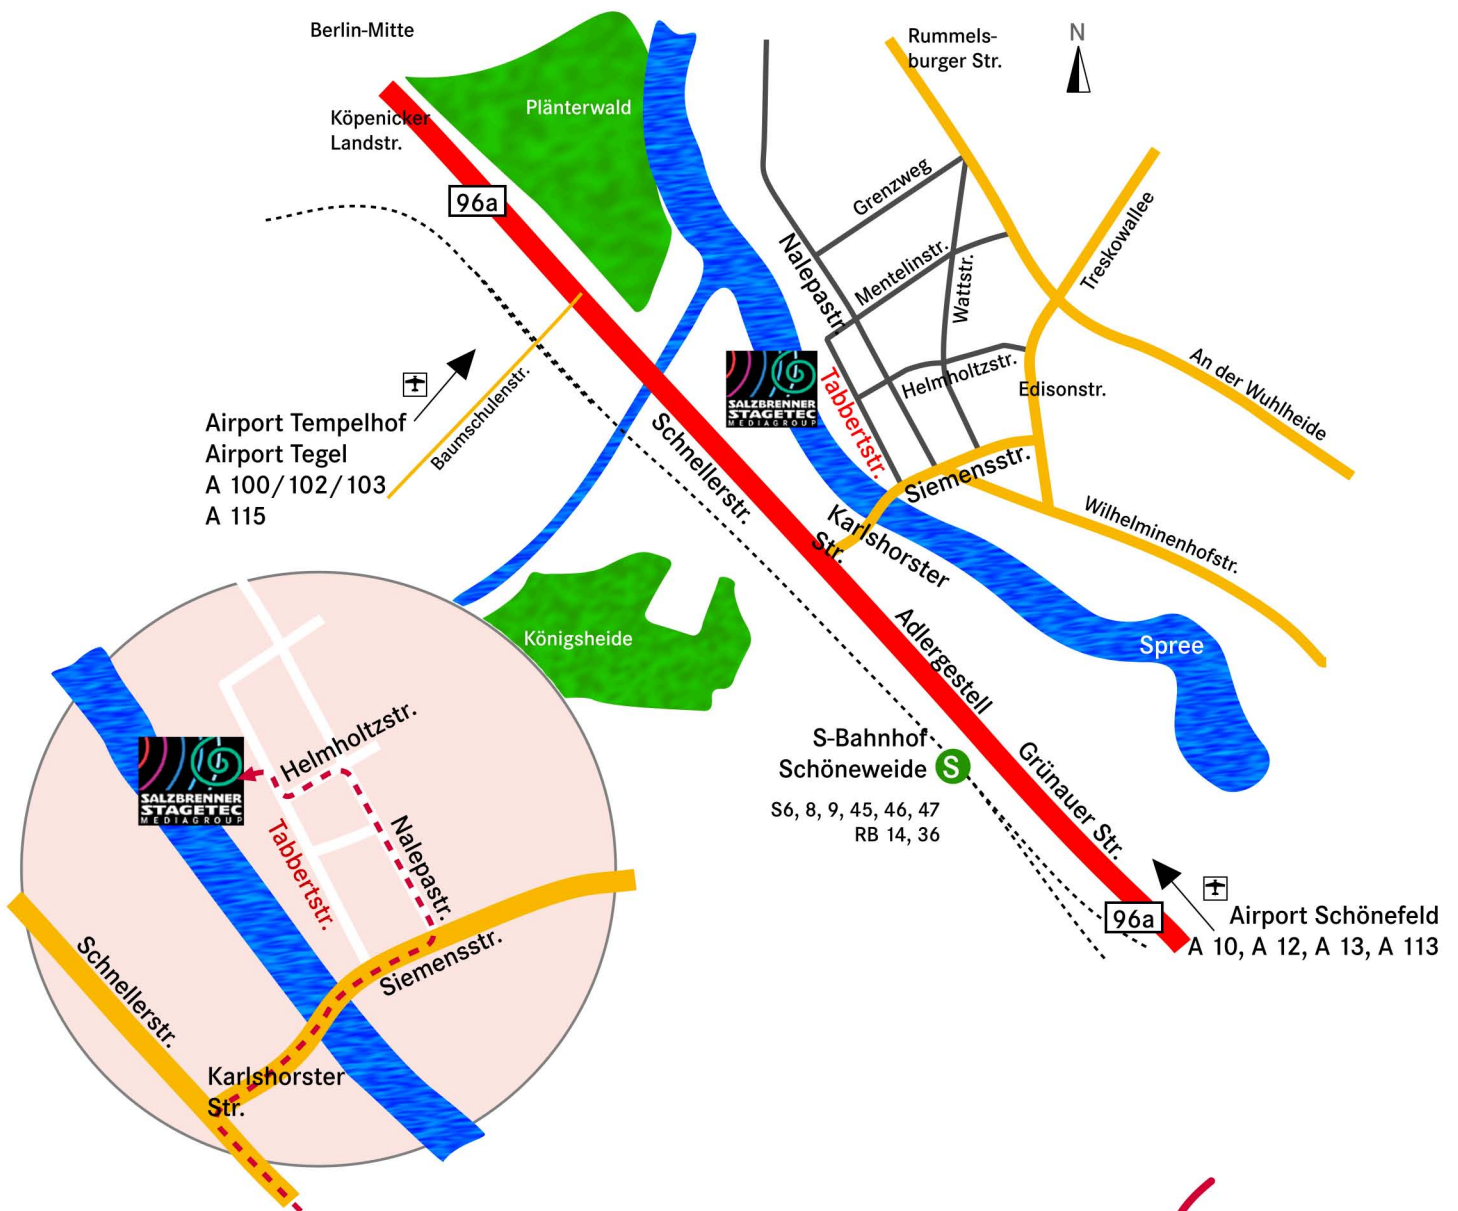 Berlin-Mitte
Rummels-
burger Str.
N
Plänterwald
Köpenicker
Landstr.
96a
Grenzweg
Nalepastr.
Mentelinstr.
Wattstr.
Treskowallee
Helmholtzstr.
Edisonstr.
An der Wuhlheide
SALZBRENNER
STAGETEC
MEDIAGROUP
Tabbertstr.
Airport Tempelhof
Airport Tegel
A 100/102/103
A 115
Baumschulenstr.
Schnellerstr.
Siemensstr.
Karlshorster
Str.
Wilhelminenhofstr.
Königsheide
Adlergestell
Spree
S-Bahnhof
Schöneweide
S
S6, 8, 9, 45, 46, 47
RB 14, 36
Grünauer Str.
96a
Airport Schönefeld
A 10, A 12, A 13, A 113
Helmholtzstr.
SALZBRENNER
STAGETEC
MEDIAGROUP
Tabbertstr.
Nalepastr.
Siemensstr.
Schnellerstr.
Karlshorster
Str.